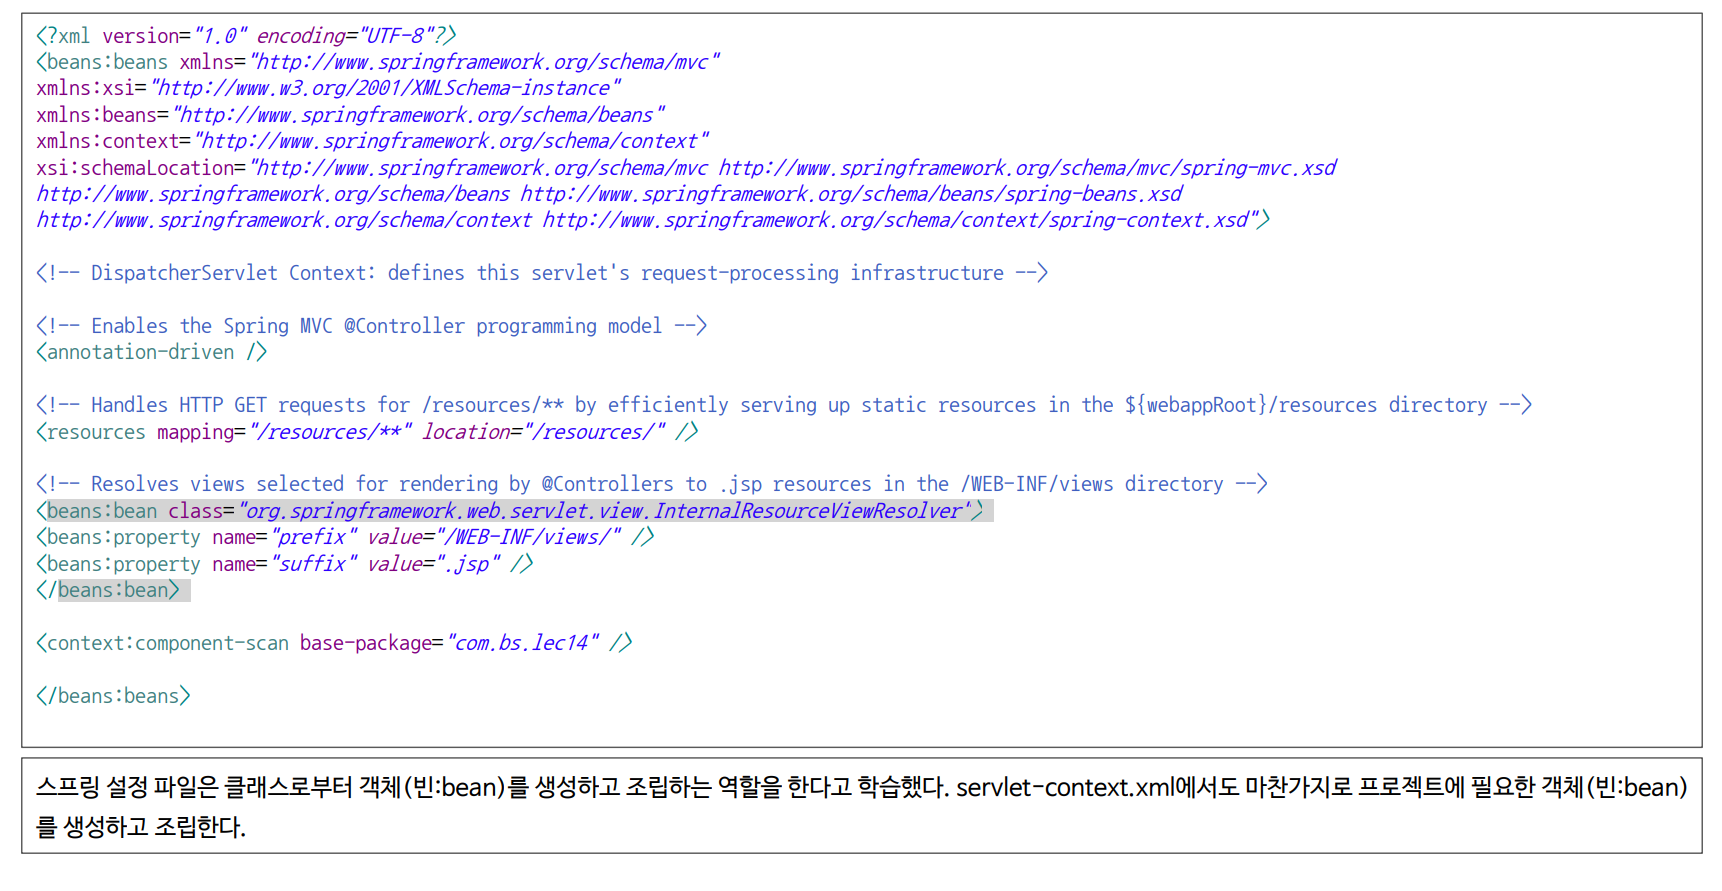 <?xml version="1.0" encoding="UTF-8"?>
<beans:beans xmlns="http://www.springframework.org/schema/mvc"
xmlns:xsi="http://www.w3.org/2001/XMLSchema-instance"
xmlns:beans="http://www.springframework.org/schema/beans"
xmlns:context="http://www.springframework.org/schema/context"
xsi:schemaLocation="http://www.springframework.org/schema/mvc http://www.springframework.org/schema/mvc/spring-mvc.xsd
http://www.springframework.org/schema/beans http://www.springframework.org/schema/beans/spring-beans.xsd
http://www.springframework.org/schema/context http://www.springframework.org/schema/context/spring-context.xsd">
<!-- DispatcherServlet Context: defines this servlet's request-processing infrastructure -->
<!-- Enables the Spring MVC @Controller programming model -->
<annotation-driven />
<!-- Handles HTTP GET requests for /resources/** by efficiently serving up static resources in the ${webappRoot}/resources directory -->
<resources mapping="/resources/**" location="/resources/" />
<!-- Resolves views selected for rendering by @Controllers to .jsp resources in the /WEB-INF/views directory -->
<beans:bean class="org.springframework.web.servlet.view.InternalResourceViewResolver">
<beans:property name="prefix" value="/WEB-INF/views/" />
<beans:property name="suffix" value=".jsp" />
</beans:bean>
<context:component-scan base-package="com.bs.lec14" />
</beans:beans>
스프링 설정 파일은 클래스로부터 객체(빈:bean)를 생성하고 조립하는 역할을 한다고 학습했다. servlet-context.xml에서도 마찬가지로 프로젝트에 필요한 객체(빈:bean)
를 생성하고 조립한다.